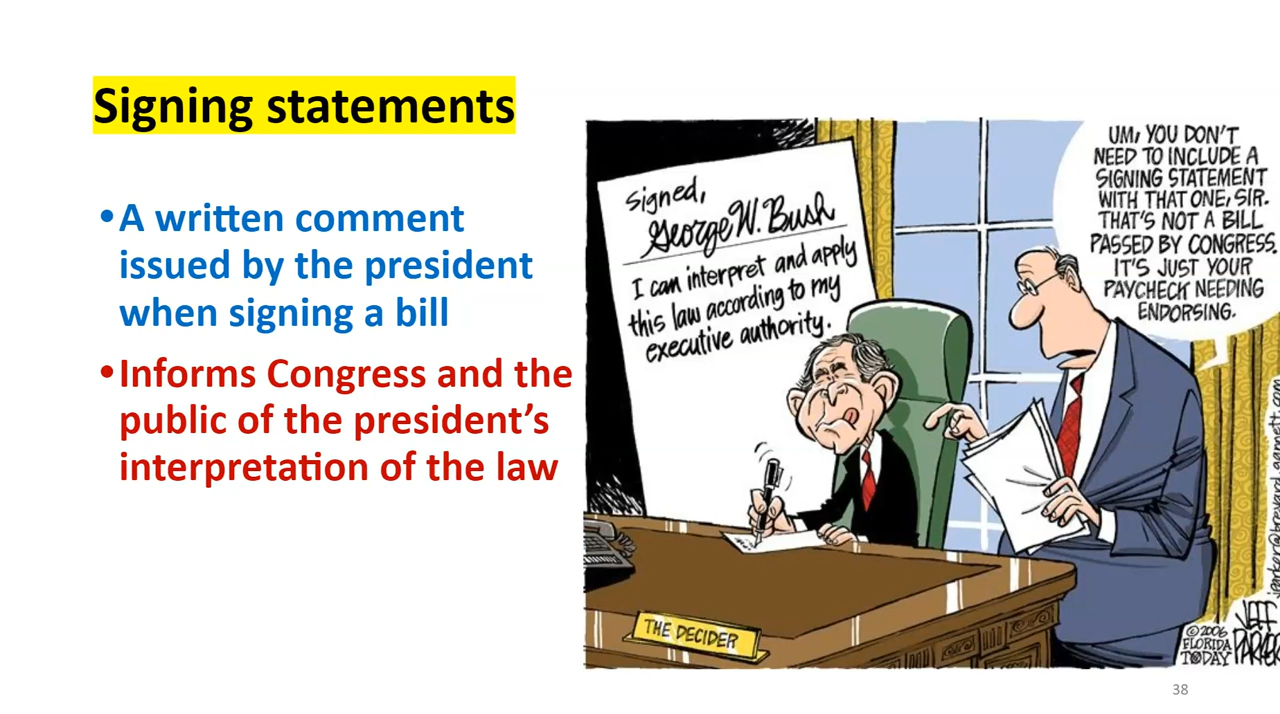 Signing statements
•A written comment
issued by the president
when signing a bill
•Informs Congress and the
public of the president's
interpretation of the law
Signed,
George W. Bush
I can interpret and apply
this law according to my
executive authority.
UM, YOU DON'T
NEED TO INCLUDE A
SIGNING STATEMENT
WITH THAT ONE, SIR.
THAT'S NOT A BILL
PASSED BY CONGRESS.
IT'S JUST YOUR
PAYCHECK NEEDING
ENDORSING.
THE DECIDER
©2006
FLORIDA
TODAY
JEFF
PARKER
38